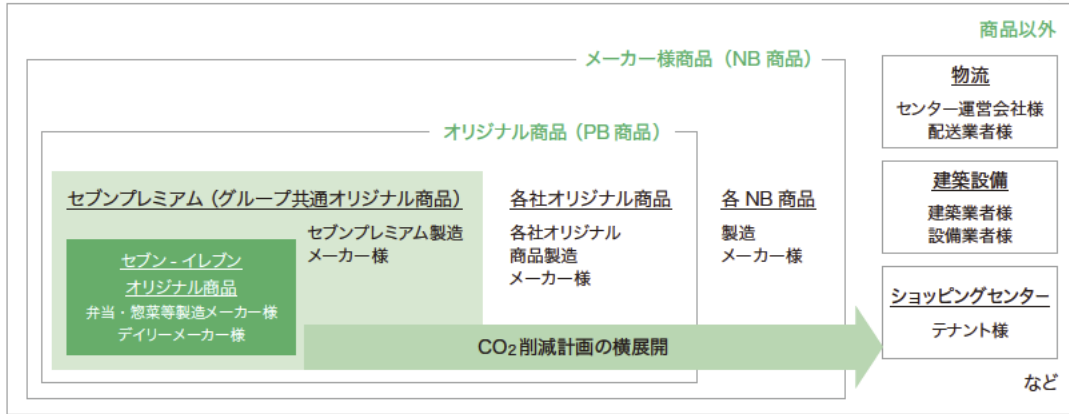 商品以外
メーカー様商品（NB 商品）
オリジナル商品（PB 商品）
セブンプレミアム（グループ共通オリジナル商品）
セブンプレミアム製造
メーカー様
セブン - イレブン
オリジナル商品
弁当・惣菜等製造メーカー様
デイリーメーカー様
各社オリジナル商品
各社オリジナル
商品製造
メーカー様
各 NB 商品
製造
メーカー様
CO₂削減計画の横展開
物流
センター運営会社様
配送業者様
建築設備
建築業者様
設備業者様
ショッピングセンター
テナント様
など